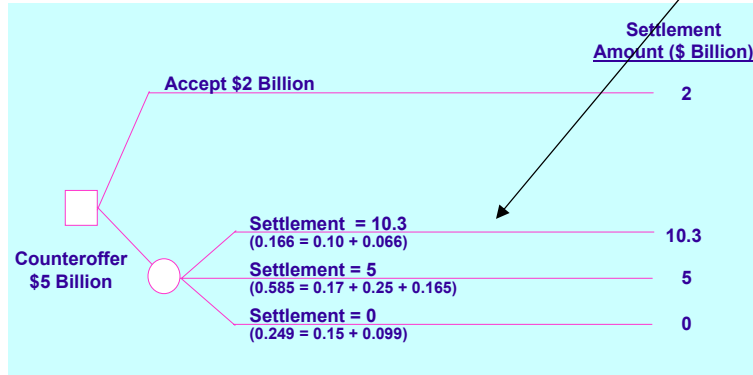 Settlement
Amount ($ Billion)
Accept $2 Billion
2
Settlement = 10.3
(0.166 = 0.10 + 0.066)
10.3
Counteroffer
$5 Billion
Settlement = 5
(0.585 = 0.17 + 0.25 + 0.165)
5
Settlement = 0
(0.249 = 0.15 + 0.099)
0